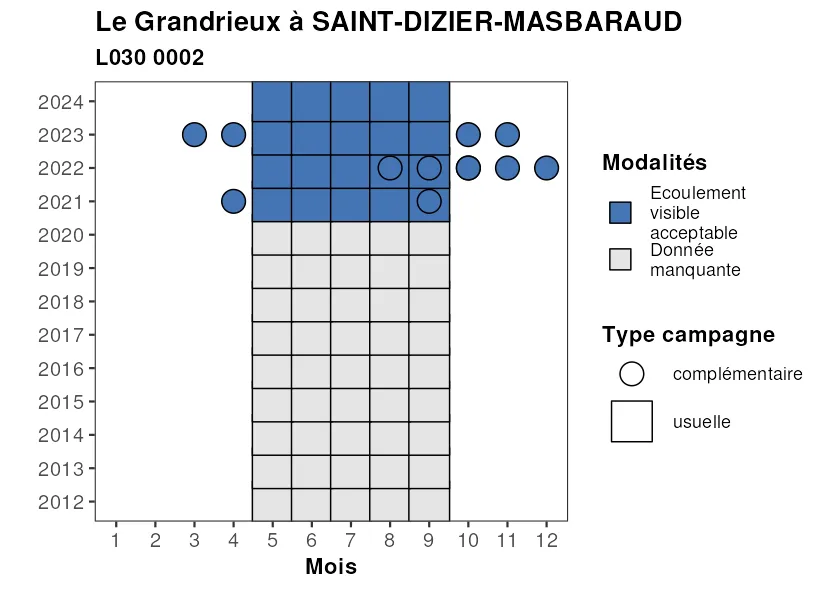 Le Grandrieux à SAINT-DIZIER-MASBARAUD
L030 0002
2024
2023
2022
2021
2020
2019
2018
2017
2016
2015
2014
2013
2012
1 2 3 4 5 6 7 8 9 10 11 12
Mois
Modalités
Ecoulement
visible
acceptable
Donnée
manquante
Type campagne
complémentaire
usuelle